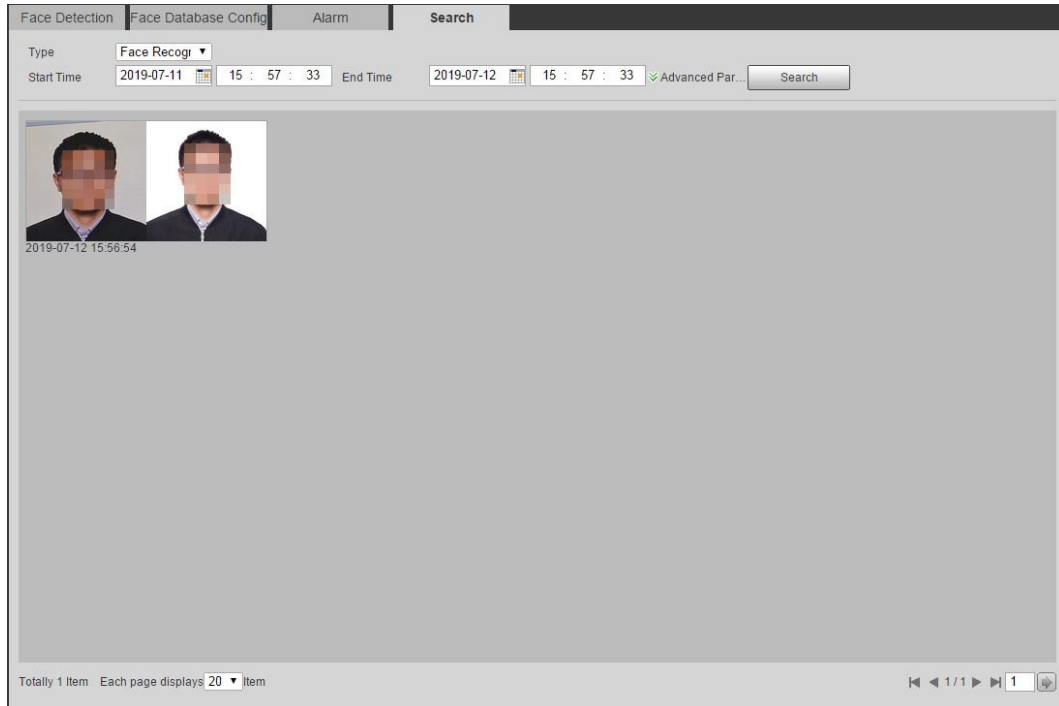 Face Detection Face Database Config Alarm Search
Type Face Recogr
Start Time 2019-07-11 15 : 57 : 33 End Time 2019-07-12 15 : 57 : 33 Advanced Par... Search
2019-07-12 15:56:54
Totally 1 Item Each page displays 20 Item 1 / 1 1